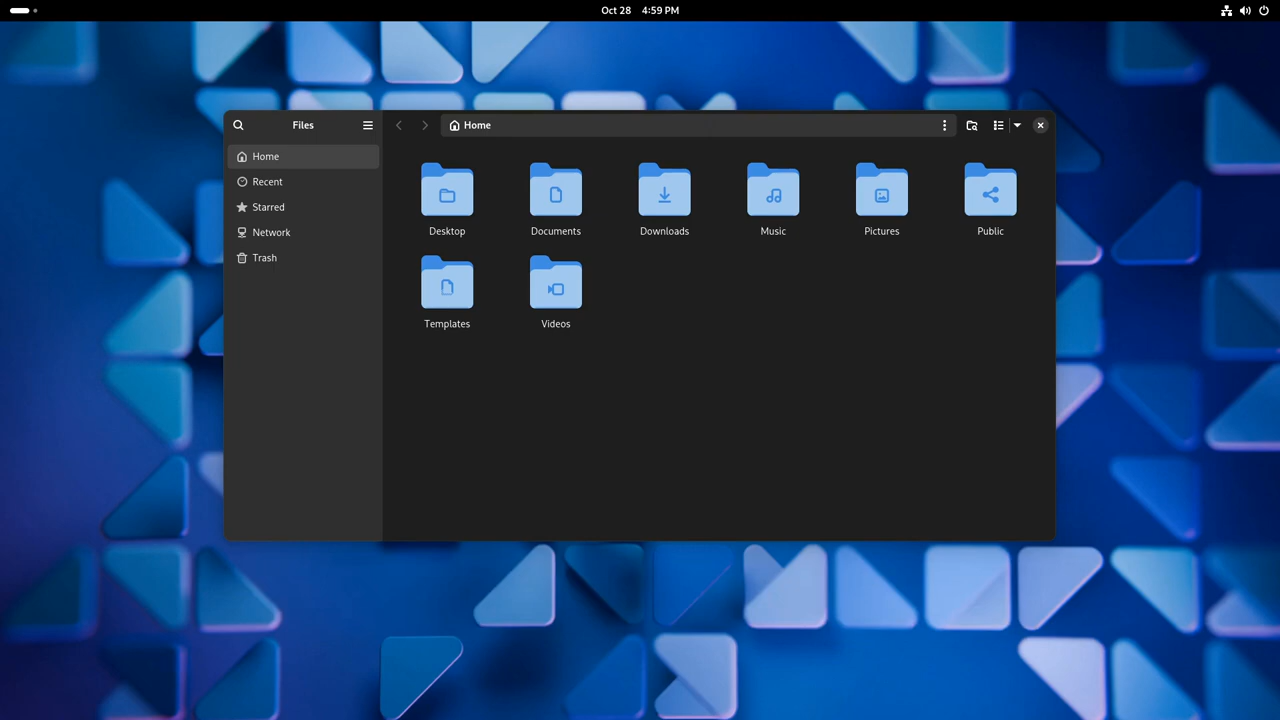 Oct 28 4:59 PM
Files
Home
Home
Recent
Starred
Network
Trash
Desktop
Documents
Downloads
Music
Pictures
Public
Templates
Videos